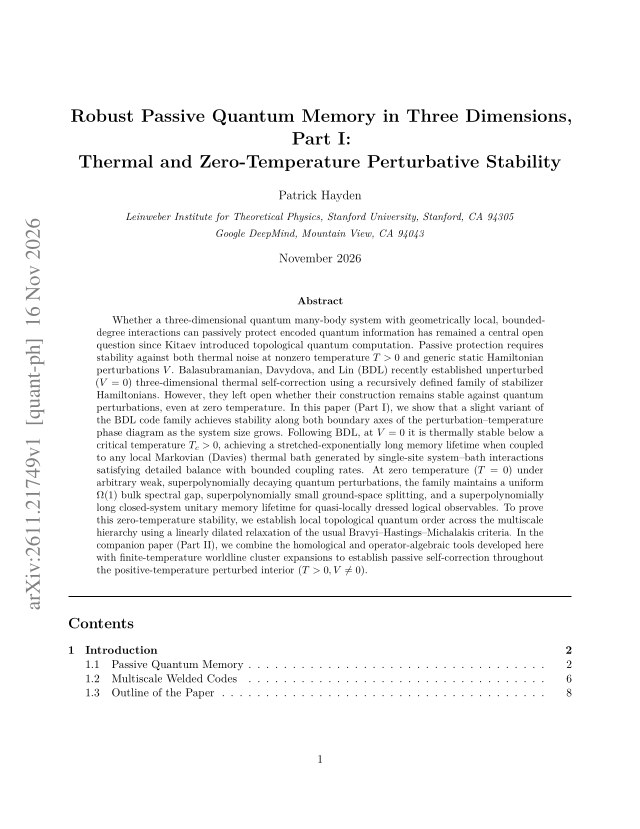 Robust Passive Quantum Memory in Three Dimensions,
Part I:
Thermal and Zero-Temperature Perturbative Stability
Patrick Hayden
Leinweber Institute for Theoretical Physics, Stanford University, Stanford, CA 94305
Google DeepMind, Mountain View, CA 94043
November 2026
Abstract
Whether a three-dimensional quantum many-body system with geometrically local, bounded-
degree interactions can passively protect encoded quantum information has remained a central open
question since Kitaev introduced topological quantum computation. Passive protection requires
stability against both thermal noise at nonzero temperature T > 0 and generic static Hamiltonian
perturbations V. Balasubramanian, Davydova, and Lin (BDL) recently established unperturbed
(V = 0) three-dimensional thermal self-correction using a recursively defined family of stabilizer
Hamiltonians. However, they left open whether their construction remains stable against quantum
perturbations, even at zero temperature. In this paper (Part I), we show that a slight variant of
the BDL code family achieves stability along both boundary axes of the perturbation–temperature
phase diagram as the system size grows. Following BDL, at V = 0 it is thermally stable below a
critical temperature T_c > 0, achieving a stretched-exponentially long memory lifetime when coupled
to any local Markovian (Davies) thermal bath generated by single-site system–bath interactions
satisfying detailed balance with bounded coupling rates. At zero temperature (T = 0) under
arbitrary weak, superpolynomially decaying quantum perturbations, the family maintains a uniform
Ω(1) bulk spectral gap, superpolynomially small ground-space splitting, and a superpolynomially
long closed-system unitary memory lifetime for quasi-locally dressed logical observables. To prove
this zero-temperature stability, we establish local topological quantum order across the multiscale
hierarchy using a linearly dilated relaxation of the usual Bravyi–Hastings–Michalakis criteria. In
the companion paper (Part II), we combine the homological and operator-algebraic tools developed here
with finite-temperature worldline cluster expansions to establish passive self-correction throughout
the positive-temperature perturbed interior (T > 0, V ≠ 0).
Contents
1 Introduction 2
1.1 Passive Quantum Memory . . . . . . . . . . . . . . . . . . . . . . . . . . . . . . . . . . 2
1.2 Multiscale Welded Codes . . . . . . . . . . . . . . . . . . . . . . . . . . . . . . . . . . 6
1.3 Outline of the Paper . . . . . . . . . . . . . . . . . . . . . . . . . . . . . . . . . . . . . 8
1
arXiv:2611.21749v1 [quant-ph] 16 Nov 2026